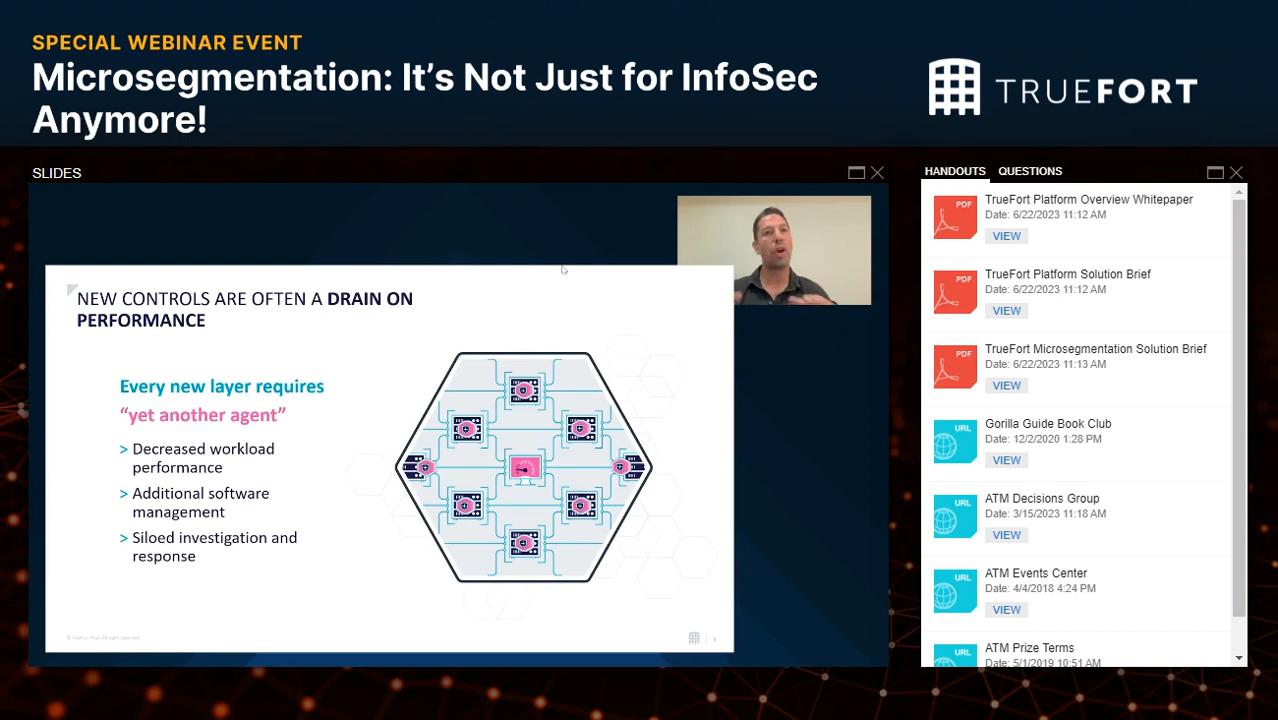 SPECIAL WEBINAR EVENT
Microsegmentation: It’s Not Just for InfoSec
Anymore!
TRUEFORT
SLIDES
NEW CONTROLS ARE OFTEN A DRAIN ON
PERFORMANCE
Every new layer requires
“yet another agent”
> Decreased workload
performance
> Additional software
management
> Siloed investigation and
response
HANDOUTS QUESTIONS
PDF
TrueFort Platform Overview Whitepaper
Date: 6/22/2023 11:12 AM
VIEW
PDF
TrueFort Platform Solution Brief
Date: 6/22/2023 11:12 AM
VIEW
PDF
TrueFort Microsegmentation Solution Brief
Date: 6/22/2023 11:13 AM
VIEW
URL
Gorilla Guide Book Club
Date: 12/2/2020 1:28 PM
VIEW
URL
ATM Decisions Group
Date: 3/15/2023 11:18 AM
VIEW
URL
ATM Events Center
Date: 4/4/2018 4:24 PM
VIEW
URL
ATM Prize Terms
Date: 5/1/2019 10:51 AM